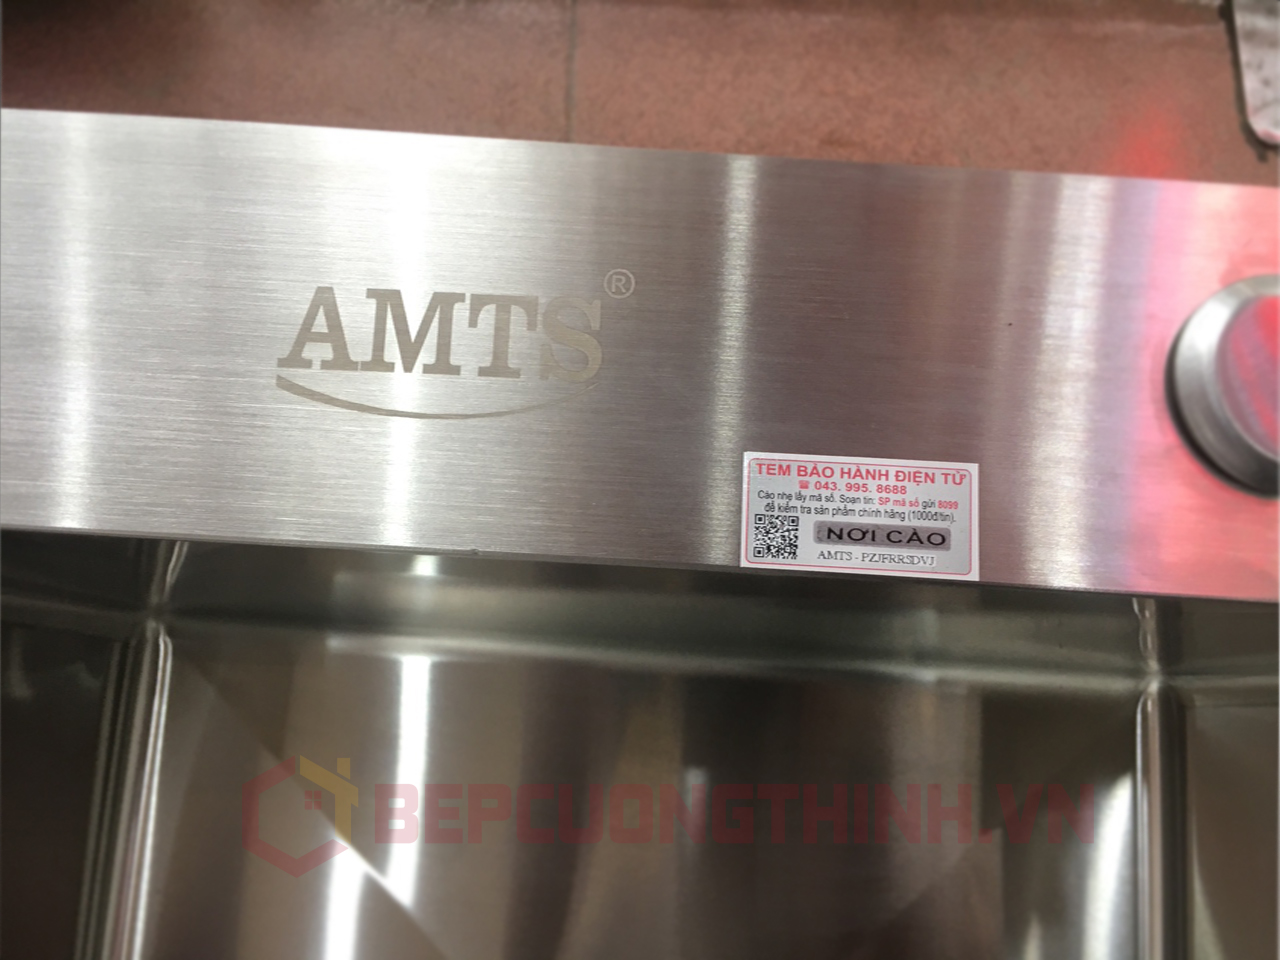 AMTS®
TEM BẢO HÀNH ĐIỆN TỬ
☎ 043. 995. 8688
Cào nhẹ lấy mã số. Soạn tin: SP mã số gửi 8099
để kiểm tra sản phẩm chính hãng (1000đ/tin).
NƠI CÀO
AMTS - PZJFRRSDVJ
BEPCUONGTHINH.VN